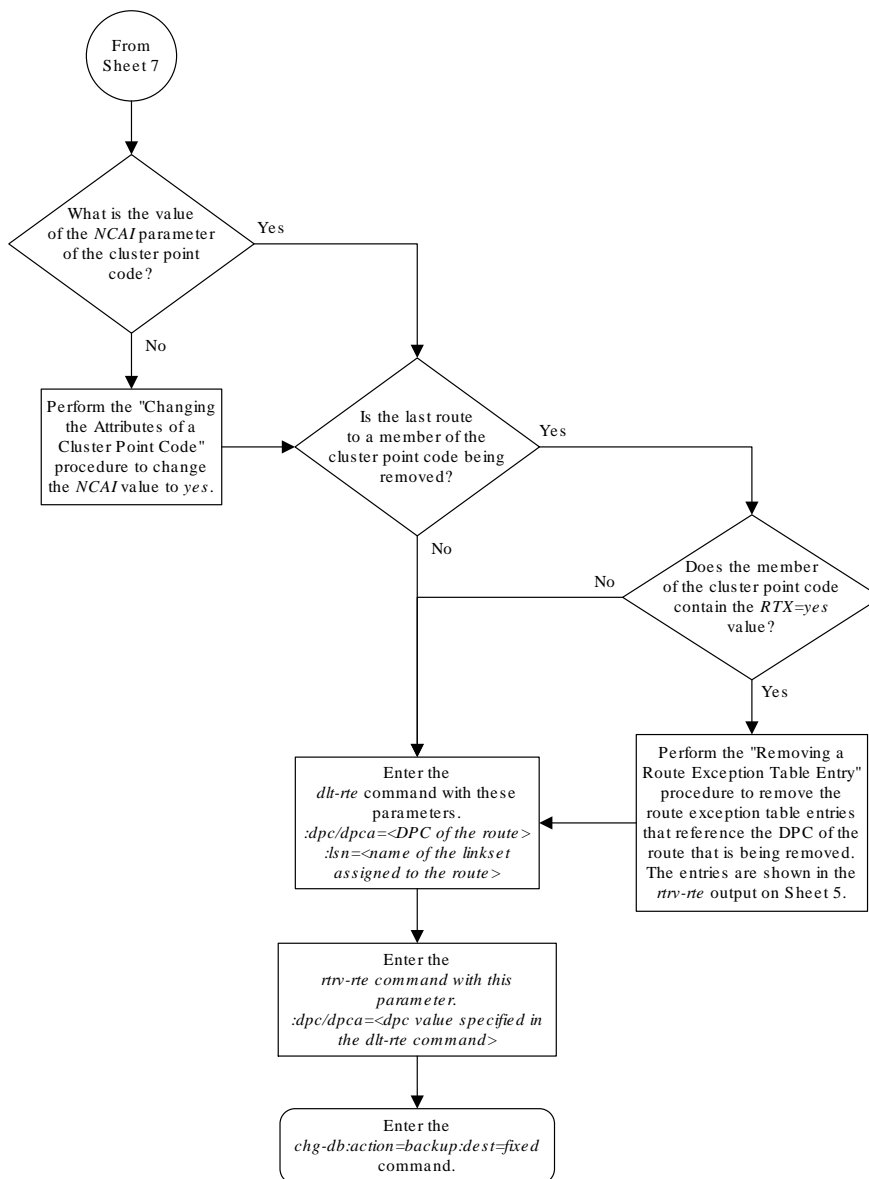 From
Sheet 7
What is the value
of the NCAI parameter
of the cluster point
code?
Yes
No
Perform the "Changing
the Attributes of a
Cluster Point Code"
procedure to change
the NCAI value to yes.
Is the last route
to a member of the
cluster point code being
removed?
Yes
No
Does the member
of the cluster point code
contain the RTX=yes
value?
No
Yes
Perform the "Removing a
Route Exception Table Entry"
procedure to remove the
route exception table entries
that reference the DPC of the
route that is being removed.
The entries are shown in the
rtrv-rte output on Sheet 5.
Enter the
dlt-rte command with these
parameters.
:dpc/dpca=<DPC of the route>
:lsn=<name of the linkset
assigned to the route>
Enter the
rtrv-rte command with this
parameter.
:dpc/dpca=<dpc value specified in
the dlt-rte command>
Enter the
chg-db:action=backup:dest=fixed
command.